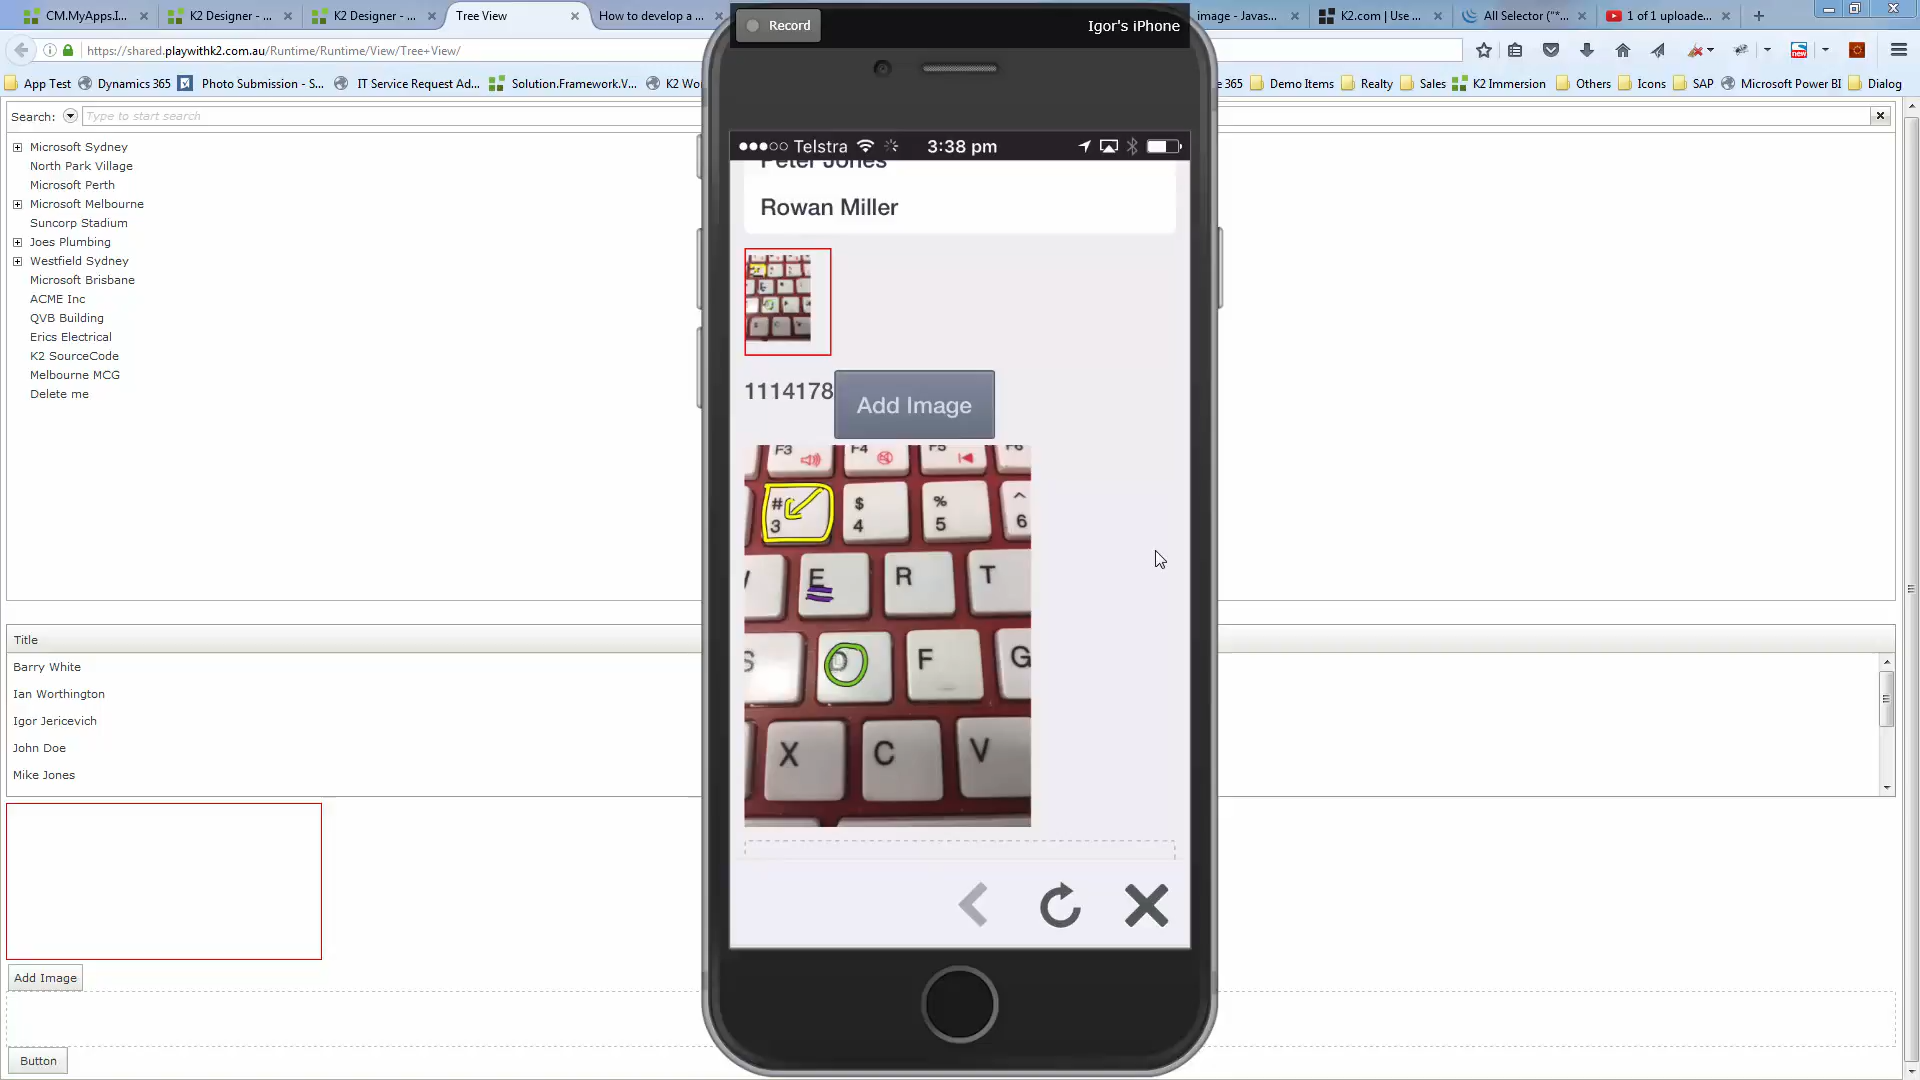 CM.MyApps.I...
K2 Designer - ...
K2 Designer - ...
Tree View
How to develop a ...
image - Javas...
K2.com | Use ...
All Selector ("*...
1 of 1 uploade...
https://shared.playwithk2.com.au/Runtime/Runtime/View/Tree+View/
new
App Test
Dynamics 365
Photo Submission - S...
IT Service Request Ad...
Solution.Framework.V...
K2 Wo
e 365
Demo Items
Realty
Sales
K2 Immersion
Others
Icons
SAP
Microsoft Power BI
Dialog
Search:
Type to start search
Microsoft Sydney
North Park Village
Microsoft Perth
Microsoft Melbourne
Suncorp Stadium
Joes Plumbing
Westfield Sydney
Microsoft Brisbane
ACME Inc
QVB Building
Erics Electrical
K2 SourceCode
Melbourne MCG
Delete me
Title
Barry White
Ian Worthington
Igor Jericevich
John Doe
Mike Jones
Add Image
Button
Record
Igor's iPhone
Telstra
3:38 pm
Peter Jones
Rowan Miller
1114178
Add Image
F3 F4 F5 F6
# $ % ^
3 4 5 6
E R T
S D F G
X C V